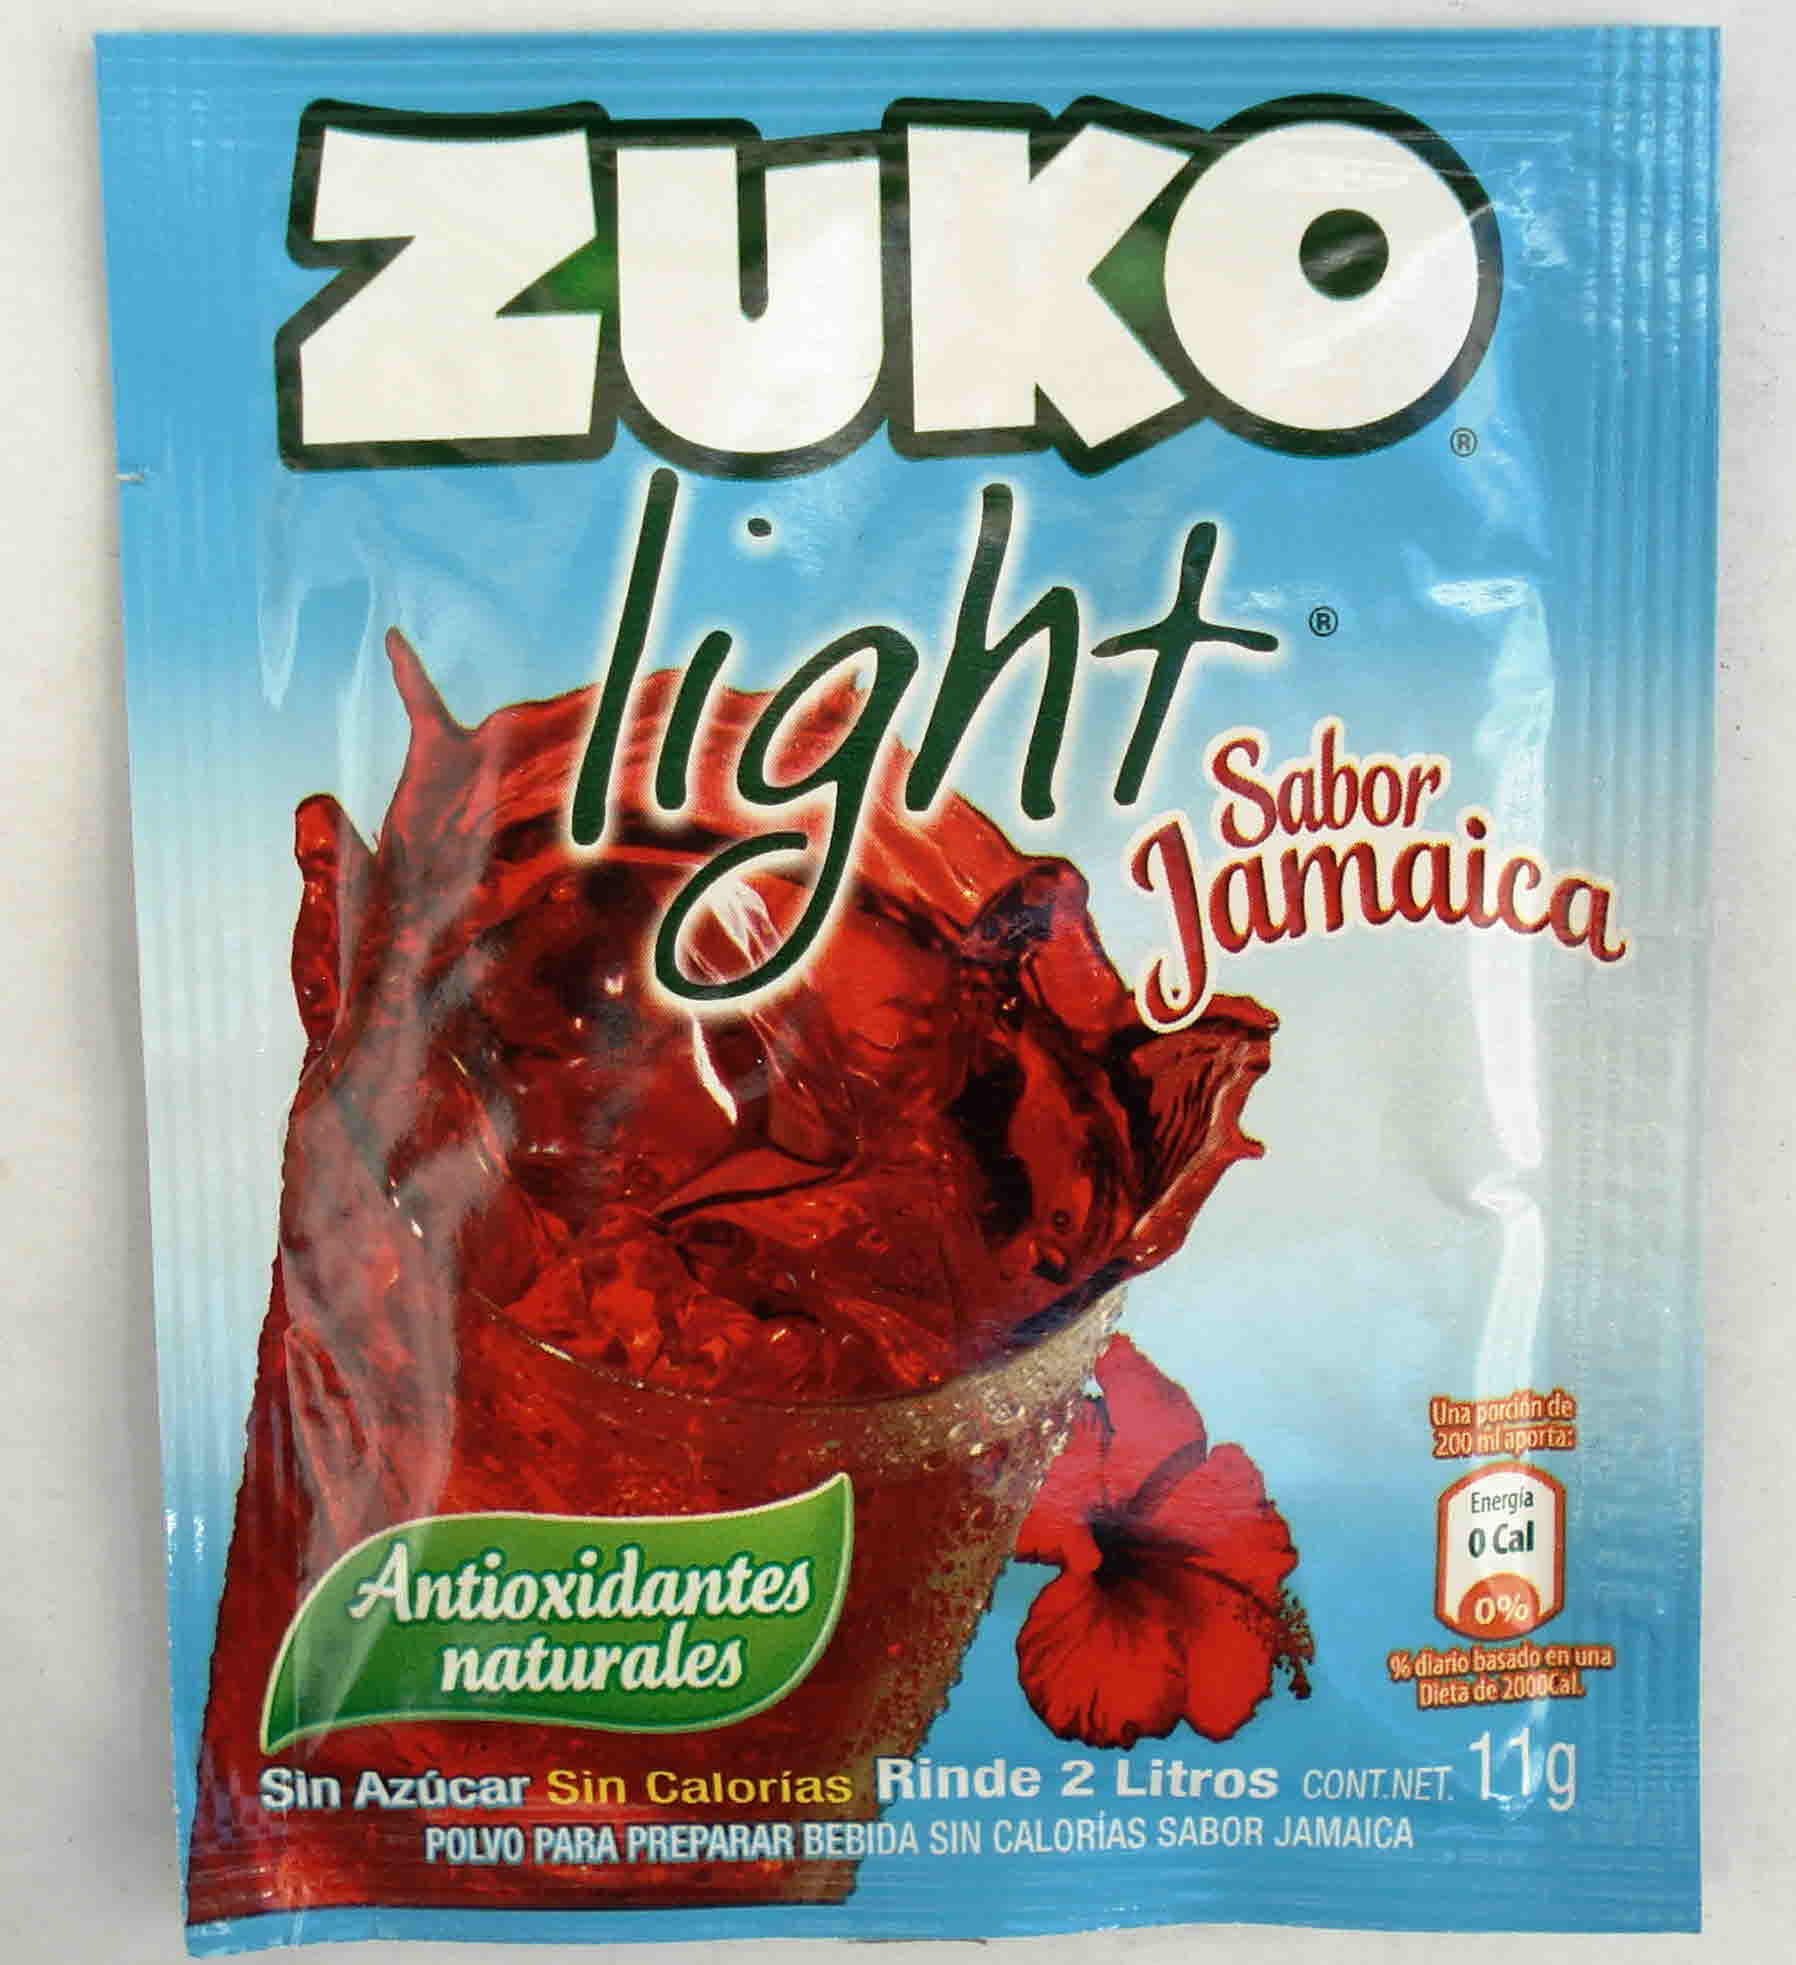 ZUKO
®
light ®
Sabor
Jamaica
Una porción de
200 ml aporta:
Energía
0 Cal
0%
% diario basado en una
Dieta de 2000Cal.
Antioxidantes
naturales
Sin Azúcar Sin Calorías Rinde 2 Litros CONT.NET. 11g
POLVO PARA PREPARAR BEBIDA SIN CALORÍAS SABOR JAMAICA